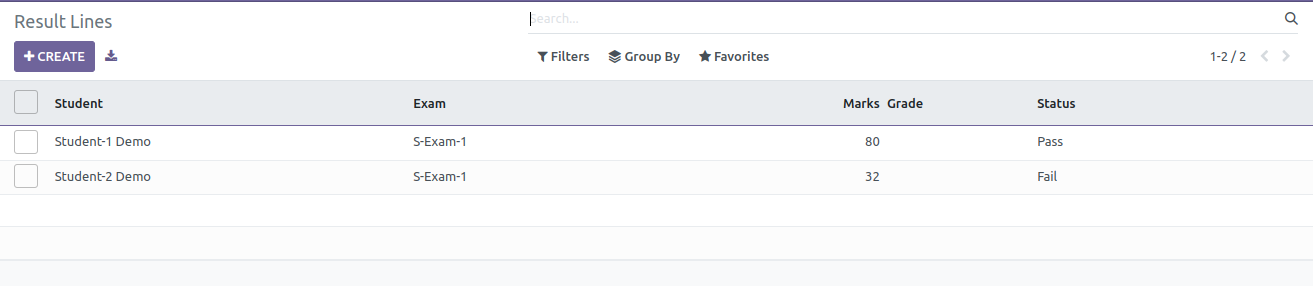 Result Lines
Search...
CREATE
Filters Group By Favorites
1-2 / 2
Student Exam Marks Grade Status
Student-1 Demo S-Exam-1 80 Pass
Student-2 Demo S-Exam-1 32 Fail